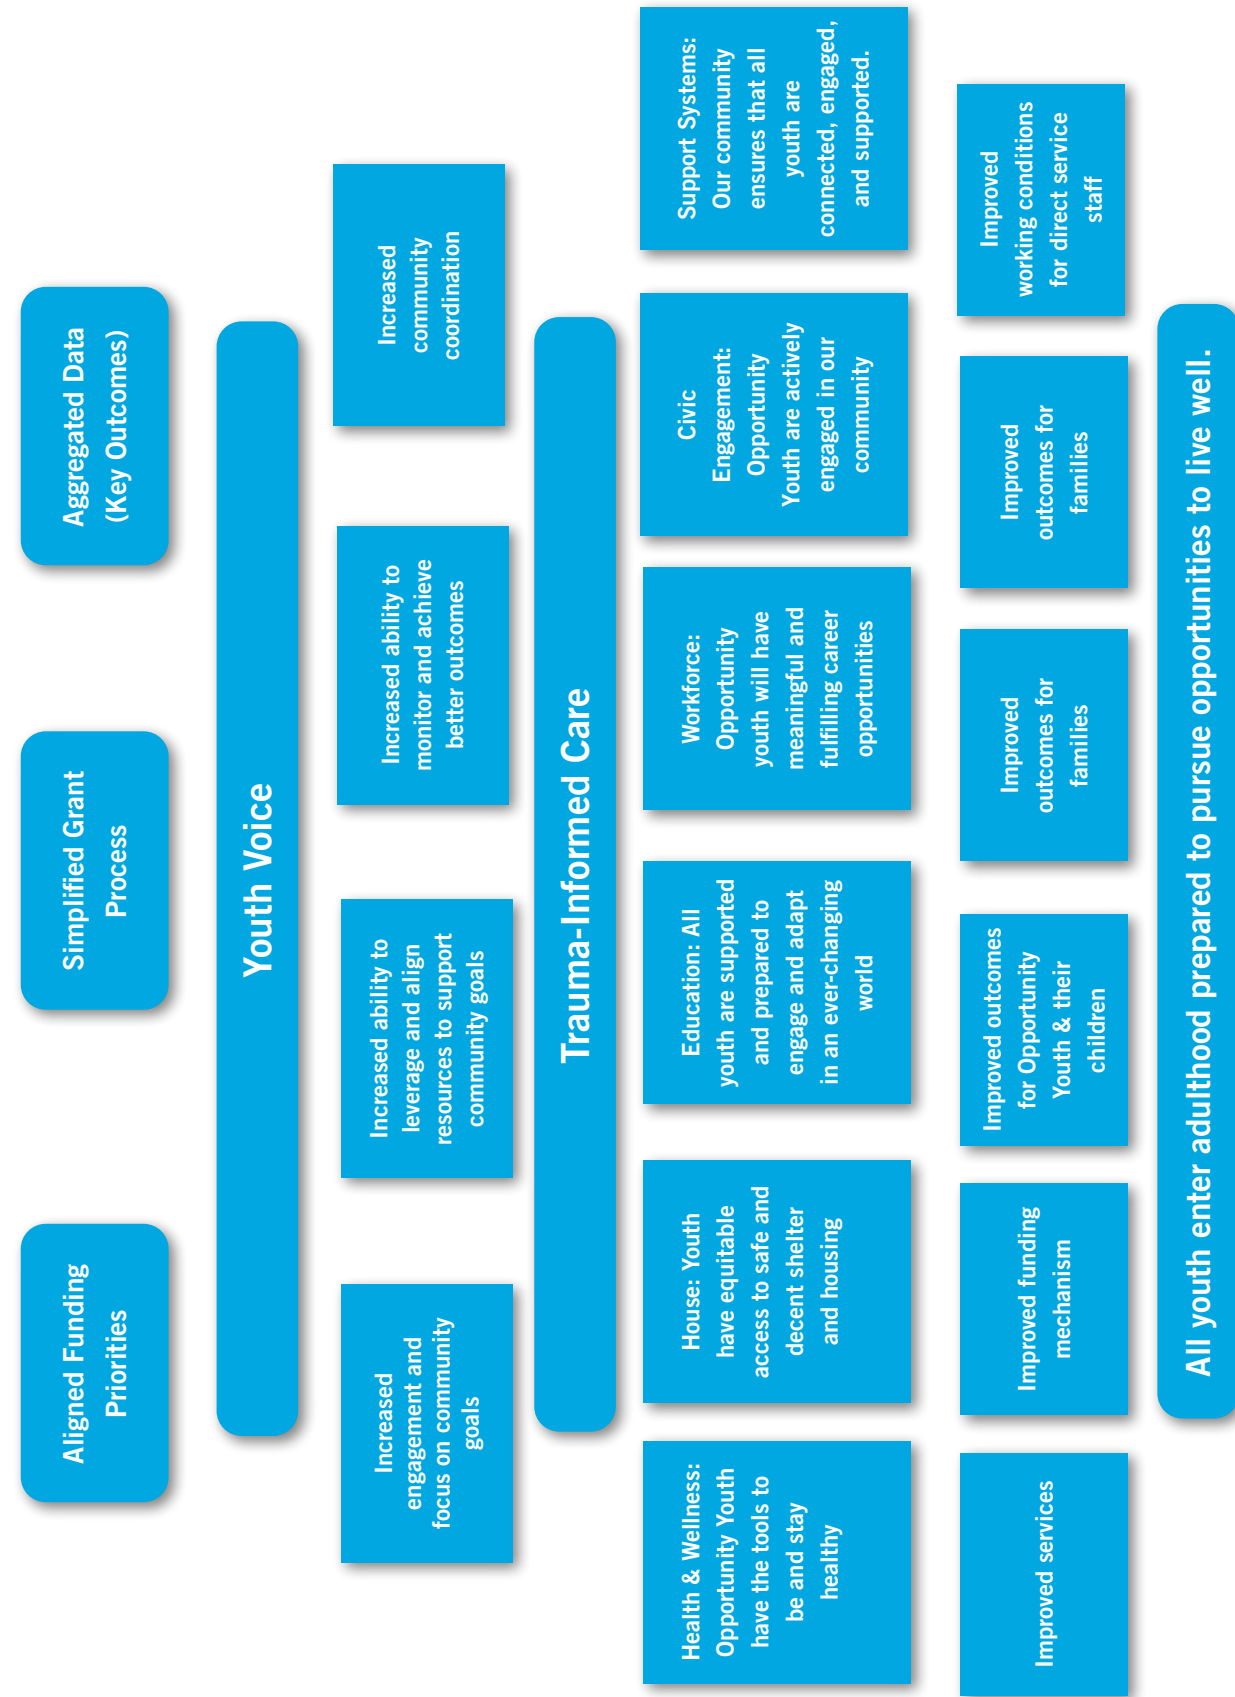 Aligned Funding
Priorities
Simplified Grant
Process
Aggregated Data
(Key Outcomes)
Youth Voice
Increased
engagement and
focus on community
goals
Increased ability to
leverage and align
resources to support
community goals
Increased ability to
monitor and achieve
better outcomes
Increased
community
coordination
Trauma-Informed Care
Health & Wellness:
Opportunity Youth
have the tools to
be and stay
healthy
House: Youth
have equitable
access to safe and
decent shelter
and housing
Education: All
youth are supported
and prepared to
engage and adapt
in an ever-changing
world
Workforce:
Opportunity
youth will have
meaningful and
fulfilling career
opportunities
Civic
Engagement:
Opportunity
Youth are actively
engaged in our
community
Support Systems:
Our community
ensures that all
youth are
connected, engaged,
and supported.
Improved services
Improved funding
mechanism
Improved outcomes
for Opportunity
Youth & their
children
Improved
outcomes for
families
Improved
outcomes for
families
Improved
working conditions
for direct service
staff
All youth enter adulthood prepared to pursue opportunities to live well.